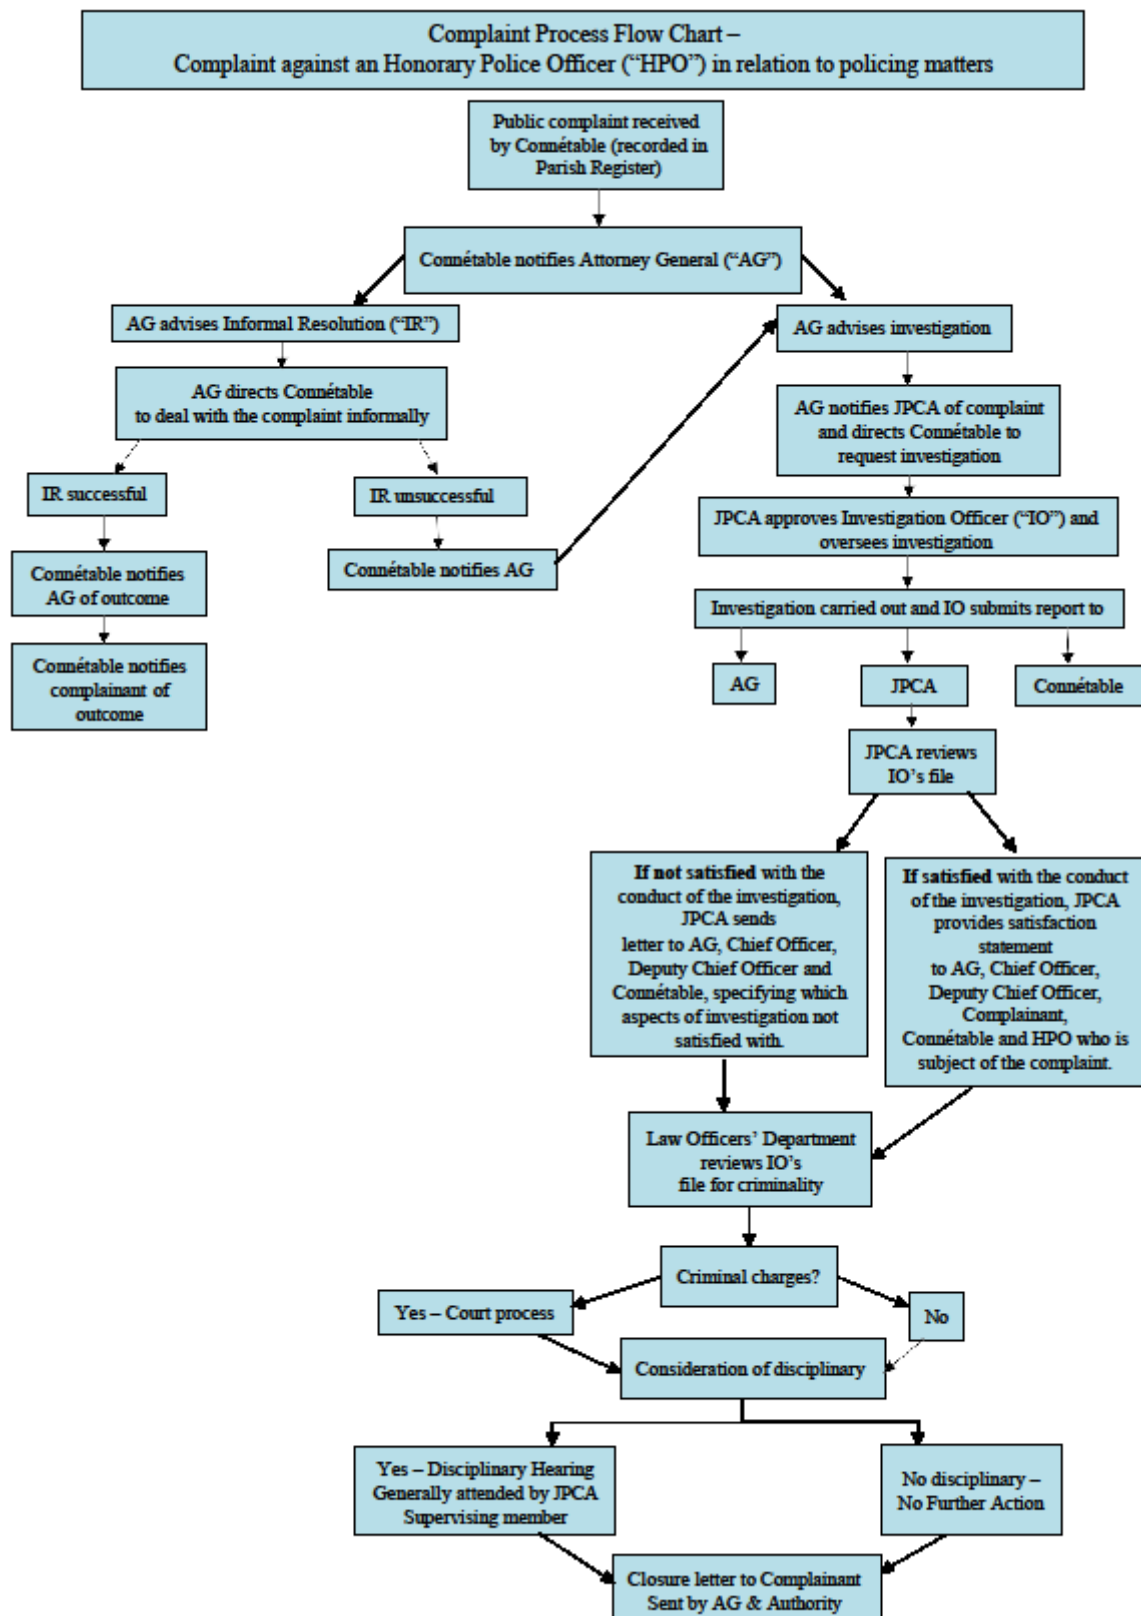 Complaint Process Flow Chart –
Complaint against an Honorary Police Officer (“HPO”) in relation to policing matters
Public complaint received
by Connétable (recorded in
Parish Register)
Connétable notifies Attorney General (“AG”)
AG advises Informal Resolution (“IR”)
AG advises investigation
AG directs Connétable
to deal with the complaint informally
AG notifies JPCA of complaint
and directs Connétable to
request investigation
IR successful
IR unsuccessful
JPCA approves Investigation Officer (“IO”) and
oversees investigation
Connétable notifies
AG of outcome
Connétable notifies AG
Investigation carried out and IO submits report to
Connétable notifies
complainant of
outcome
AG
JPCA
Connétable
JPCA reviews
IO’s file
If not satisfied with the
conduct of the investigation,
JPCA sends
letter to AG, Chief Officer,
Deputy Chief Officer and
Connétable, specifying which
aspects of investigation not
satisfied with.
If satisfied with the conduct
of the investigation, JPCA
provides satisfaction
statement
to AG, Chief Officer,
Deputy Chief Officer,
Complainant,
Connétable and HPO who is
subject of the complaint.
Law Officers’ Department
reviews IO’s
file for criminality
Criminal charges?
Yes – Court process
No
Consideration of disciplinary
Yes – Disciplinary Hearing
Generally attended by JPCA
Supervising member
No disciplinary –
No Further Action
Closure letter to Complainant
Sent by AG & Authority